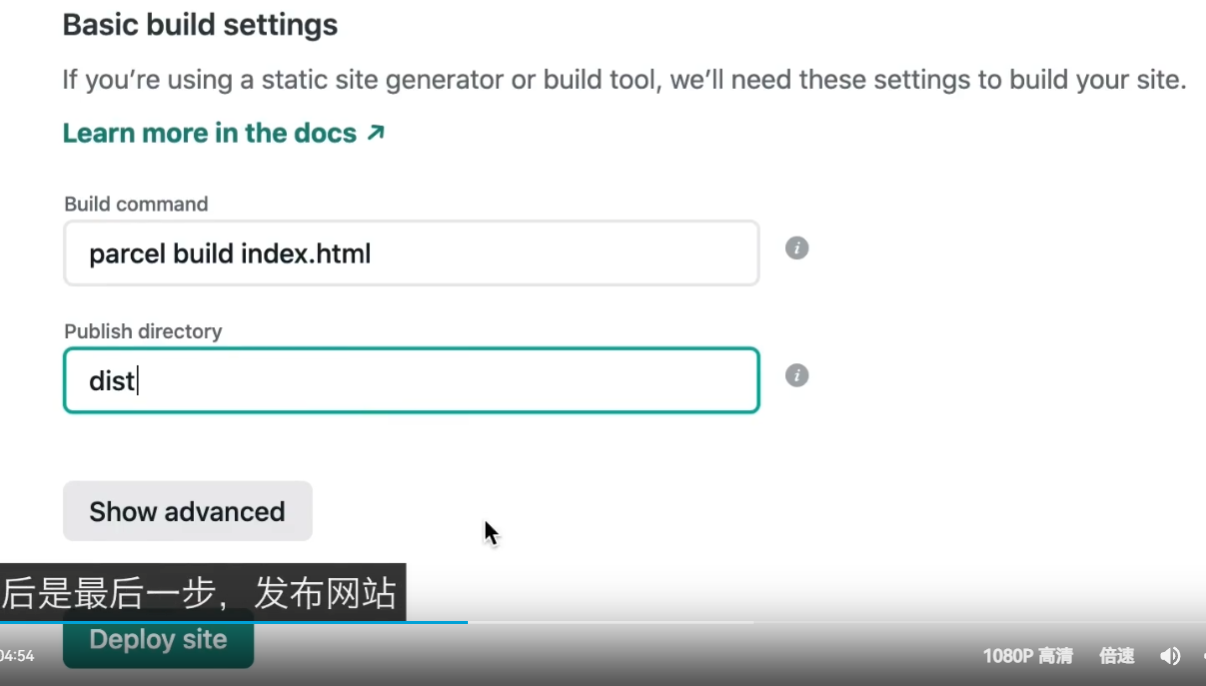 Basic build settings
If you’re using a static site generator or build tool, we’ll need these settings to build your site.
Learn more in the docs ↗
Build command
parcel build index.html
Publish directory
dist
Show advanced
后是最后一步，发布网站
Deploy site
04:54
1080P 高清
倍速